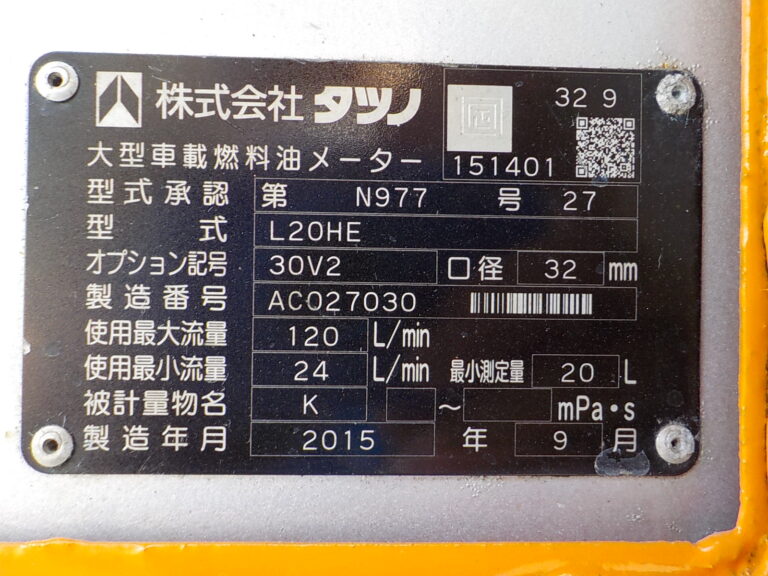 株式会社 タツノ 32 9
大型車載燃料油メーター 151401
型式承認 第 N977 号 27
型 式 L20HE
オプション記号 30V2 口径 32 mm
製造番号 AC027030
使用最大流量 120 L/min
使用最小流量 24 L/min 最小測定量 20 L
被計量物名 K ～ mPa・s
製造年月 2015 年 9 月